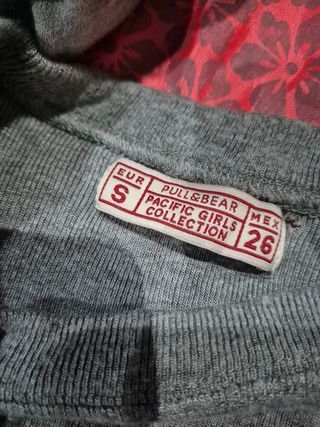 EUR
S
PULL&BEAR
PACIFIC GIRLS
COLLECTION
MEX
26